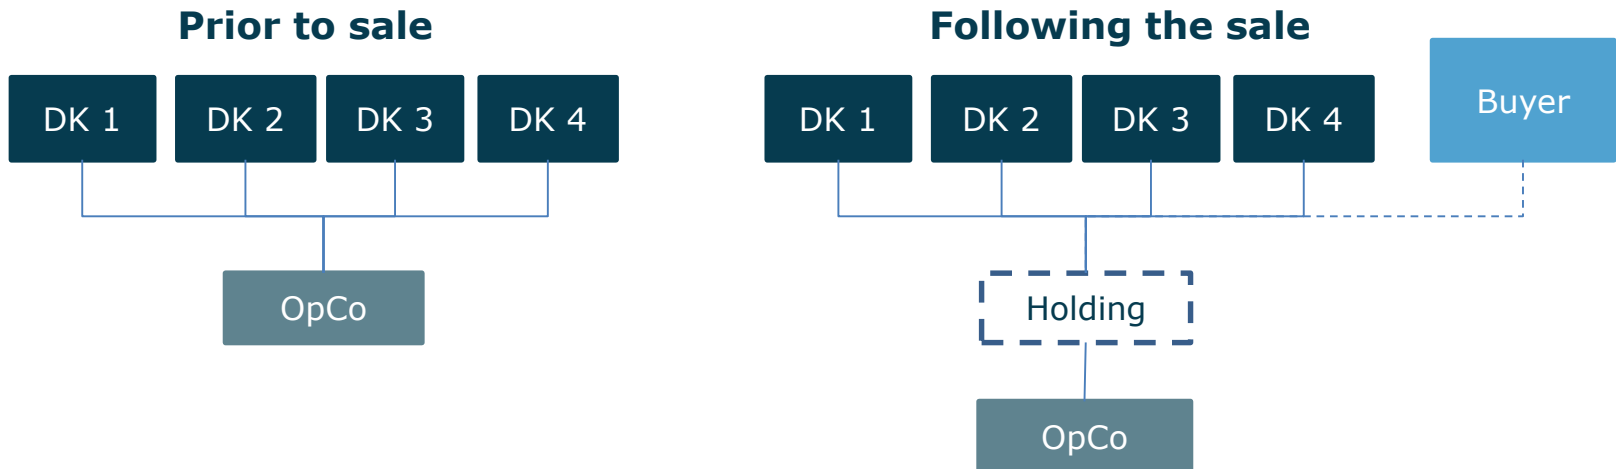 Prior to sale
DK 1
DK 2
DK 3
DK 4
OpCo
Following the sale
DK 1
DK 2
DK 3
DK 4
Buyer
Holding
OpCo